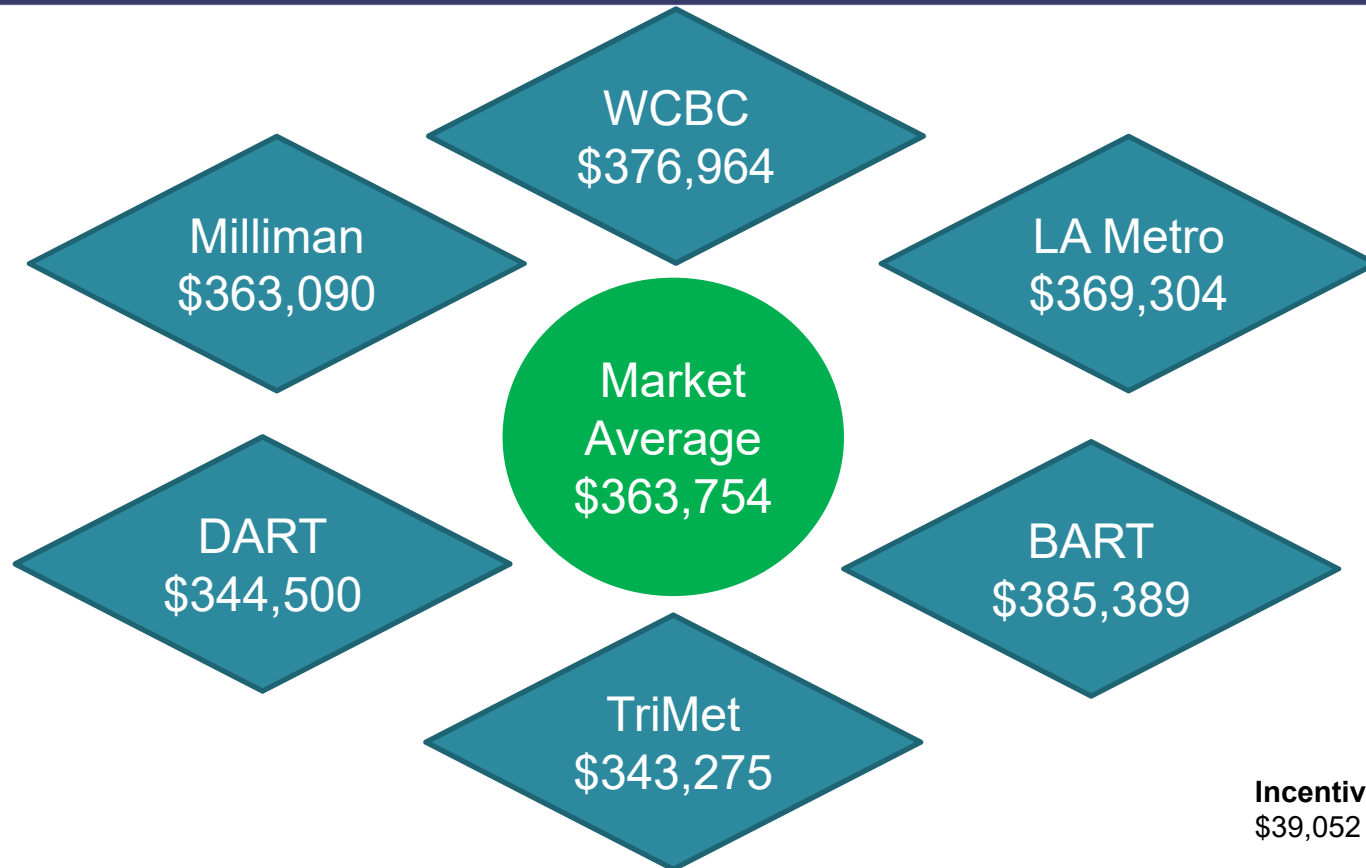 WCBC
$376,964
Milliman
$363,090
LA Metro
$369,304
Market
Average
$363,754
DART
$344,500
BART
$385,389
TriMet
$343,275
$39,052